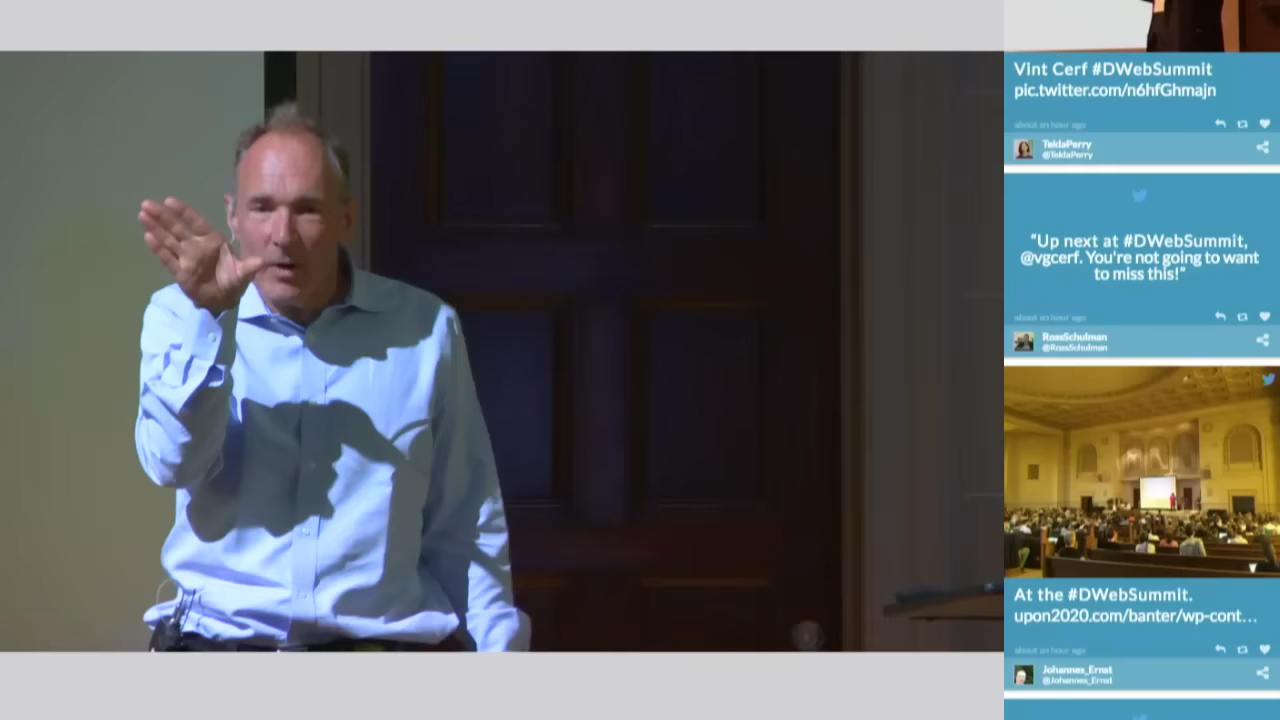 Vint Cerf #DWebSummit
pic.twitter.com/n6hfGhmajn
about an hour ago
TeklaPerry
@TeklaPerry
“Up next at #DWebSummit,
@vgcerf. You're not going to want
to miss this!”
about an hour ago
RossSchulman
@RossSchulman
At the #DWebSummit.
upon2020.com/banter/wp-cont…
about an hour ago
Johannes_Ernst
@Johannes_Ernst